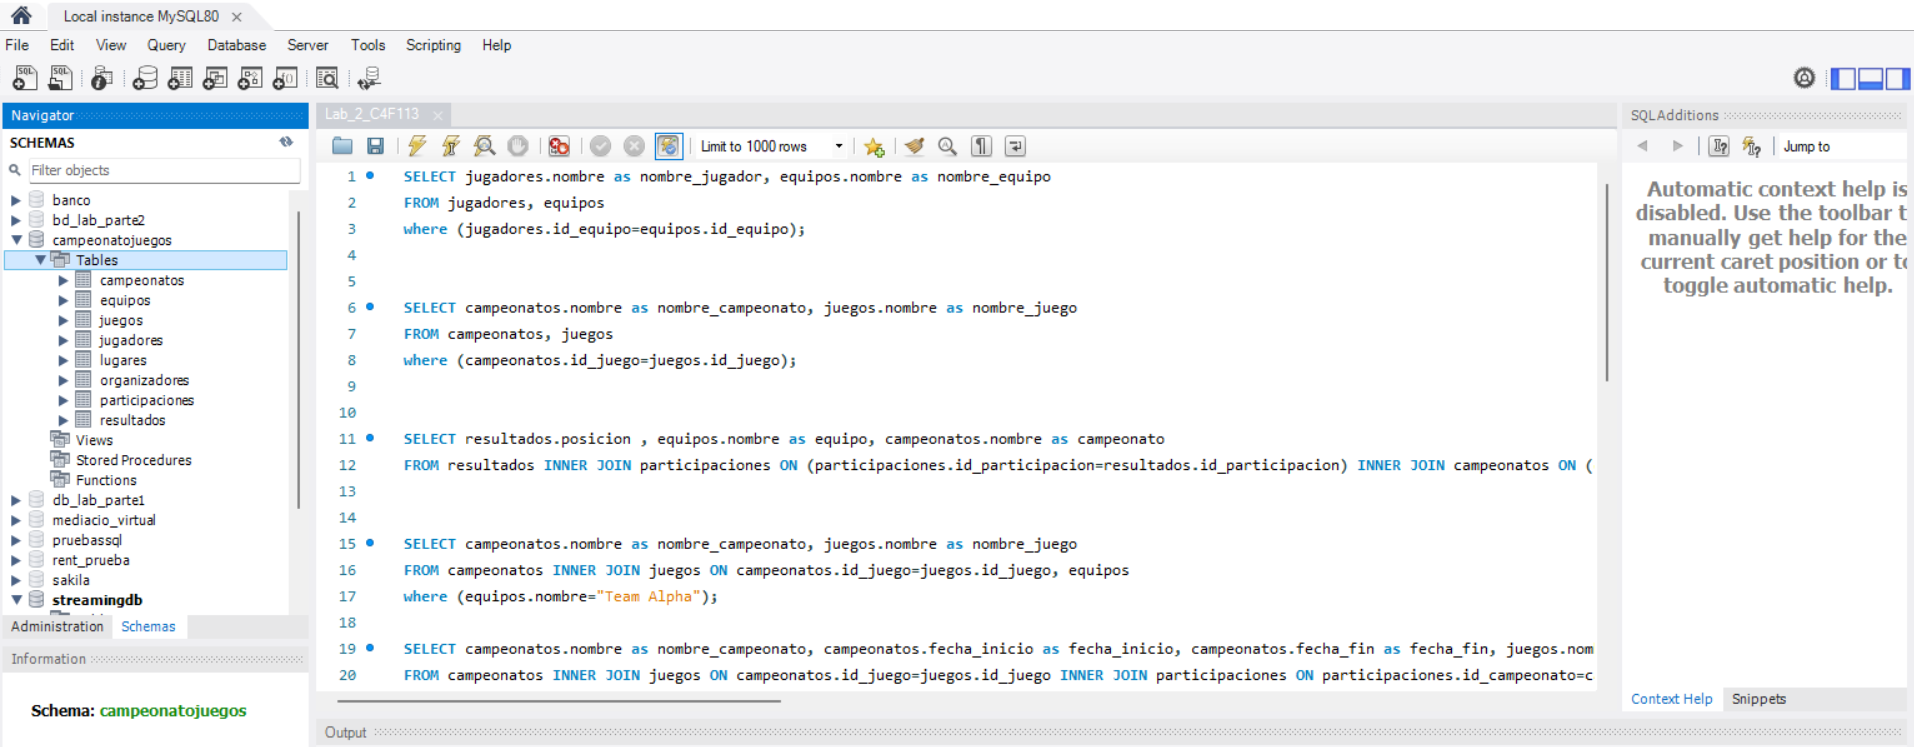 Local instance MySQL80
File Edit View Query Database Server Tools Scripting Help
Navigator
SCHEMAS
Filter objects
banco
bd_lab_parte2
campeonatojuegos
Tables
campeonatos
equipos
juegos
jugadores
lugares
organizadores
participaciones
resultados
Views
Stored Procedures
Functions
db_lab_parte1
mediacio_virtual
pruebassql
rent_prueba
sakila
streamingdb
Administration Schemas
Information
Schema: campeonatojuegos
Lab_2_C4F113
Limit to 1000 rows
1 SELECT jugadores.nombre as nombre_jugador, equipos.nombre as nombre_equipo
2 FROM jugadores, equipos
3 where (jugadores.id_equipo=equipos.id_equipo);
4
5
6 SELECT campeonatos.nombre as nombre_campeonato, juegos.nombre as nombre_juego
7 FROM campeonatos, juegos
8 where (campeonatos.id_juego=juegos.id_juego);
9
10
11 SELECT resultados.posicion , equipos.nombre as equipo, campeonatos.nombre as campeonato
12 FROM resultados INNER JOIN participaciones ON (participaciones.id_participacion=resultados.id_participacion) INNER JOIN campeonatos ON (
13
14
15 SELECT campeonatos.nombre as nombre_campeonato, juegos.nombre as nombre_juego
16 FROM campeonatos INNER JOIN juegos ON campeonatos.id_juego=juegos.id_juego, equipos
17 where (equipos.nombre="Team Alpha");
18
19 SELECT campeonatos.nombre as nombre_campeonato, campeonatos.fecha_inicio as fecha_inicio, campeonatos.fecha_fin as fecha_fin, juegos.nom
20 FROM campeonatos INNER JOIN juegos ON campeonatos.id_juego=juegos.id_juego INNER JOIN participaciones ON participaciones.id_campeonato=c
Output
SQLAdditions
Jump to
Automatic context help is
disabled. Use the toolbar t
manually get help for the
current caret position or to
toggle automatic help.
Context Help Snippets